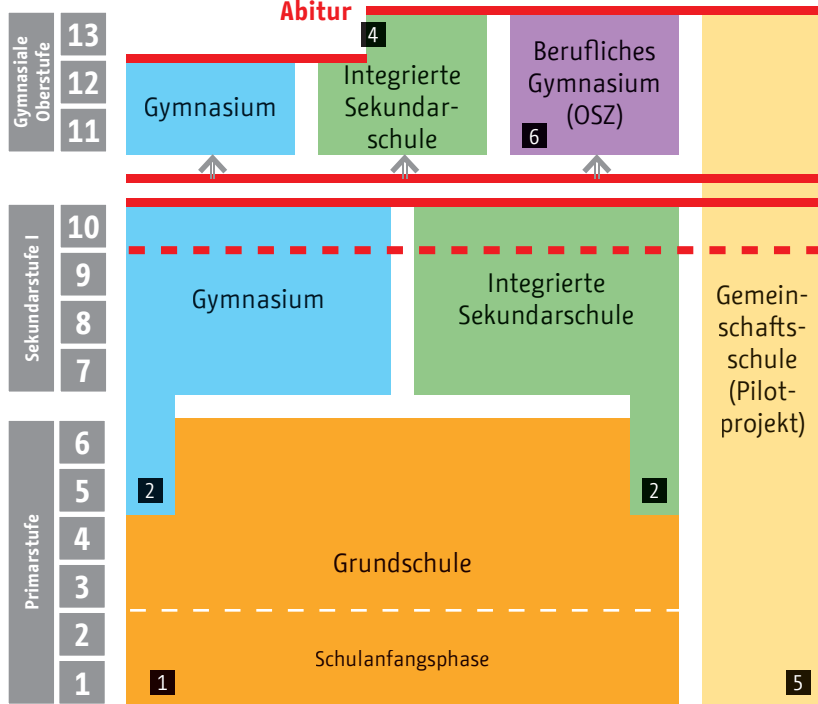 Abitur
Gymnasiale
Oberstufe
13
12
11
4
Gymnasium
Integrierte
Sekundar-
schule
Berufliches
Gymnasium
(OSZ)
6
Sekundarstufe I
10
9
8
7
Gymnasium
Integrierte
Sekundarschule
Gemein-
schafts-
schule
(Pilot-
projekt)
Primarstufe
6
5
4
3
2
1
2
2
Grundschule
Schulanfangsphase
1
5